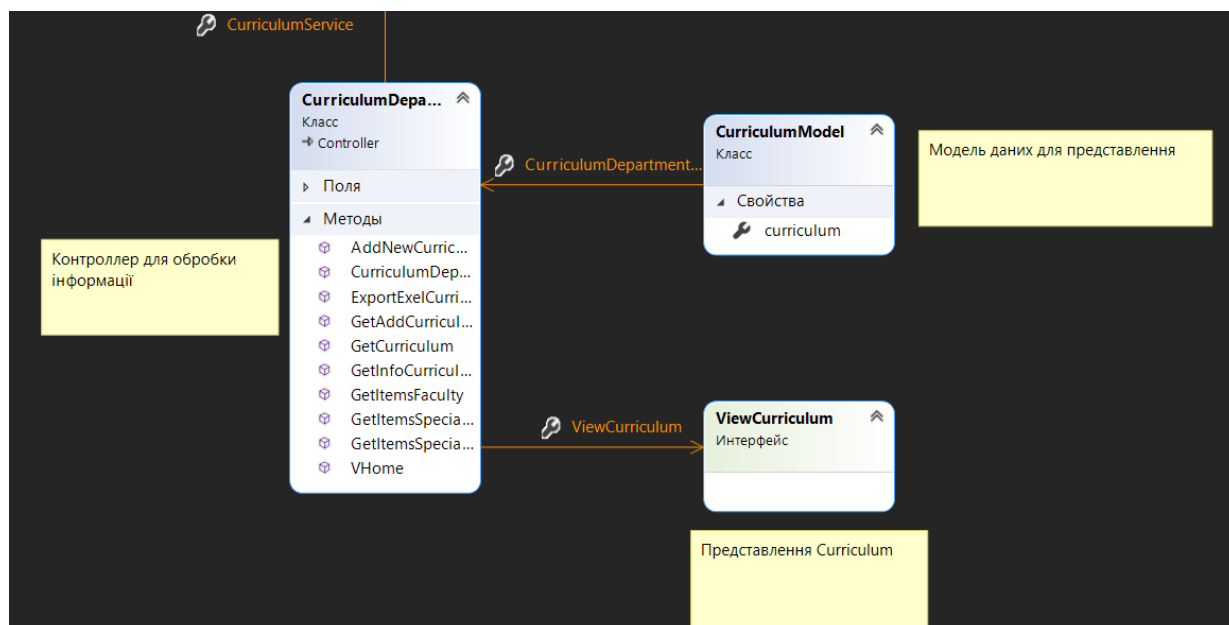 CurriculumService
CurriculumDepa...
Класс
Controller
Поля
Методы
AddNewCurric...
CurriculumDep...
ExportExelCurri...
GetAddCurricul...
GetCurriculum
GetInfoCurricul...
GetItemsFaculty
GetItemsSpecia...
GetItemsSpecia...
VHome
Контроллер для обробки
інформації
CurriculumDepartment...
CurriculumModel
Класс
Свойства
curriculum
Модель даних для представлення
ViewCurriculum
ViewCurriculum
Интерфейс
Представлення Curriculum